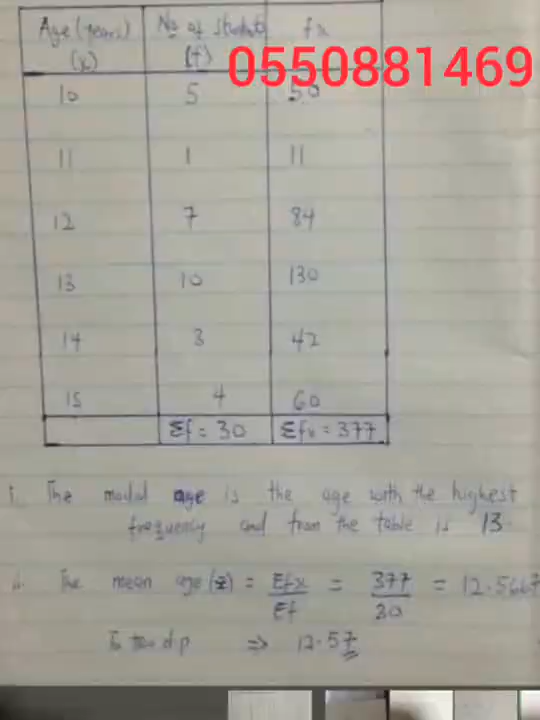 Age (years) No of students fx
(x) (f) 0550881469
10 5 50
11 1 11
12 7 84
13 10 130
14 3 42
15 4 60
Σf = 30 Σfx = 377
i. The modal age is the age with the highest
frequency and from the table is 13.
ii. The mean age (x̄) = Σfx = 377 = 12.5667
Σf 30
To two dp ⇒ 12.57